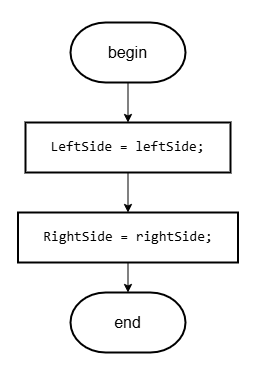 begin
LeftSide = leftSide;
RightSide = rightSide;
end